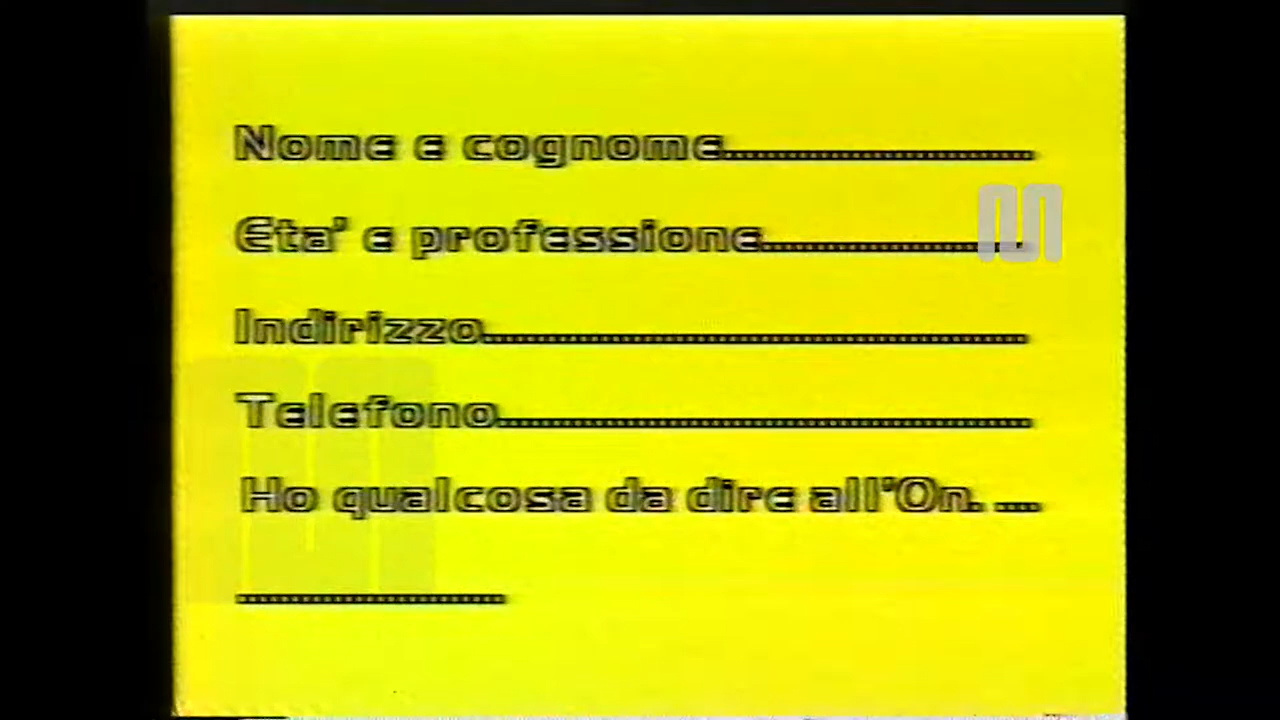 Nome e cognome..............................
Eta' e professione.........................
Indirizzo..................................................
Telefono.................................................
Ho qualcosa da dire all'On. ....
.........................